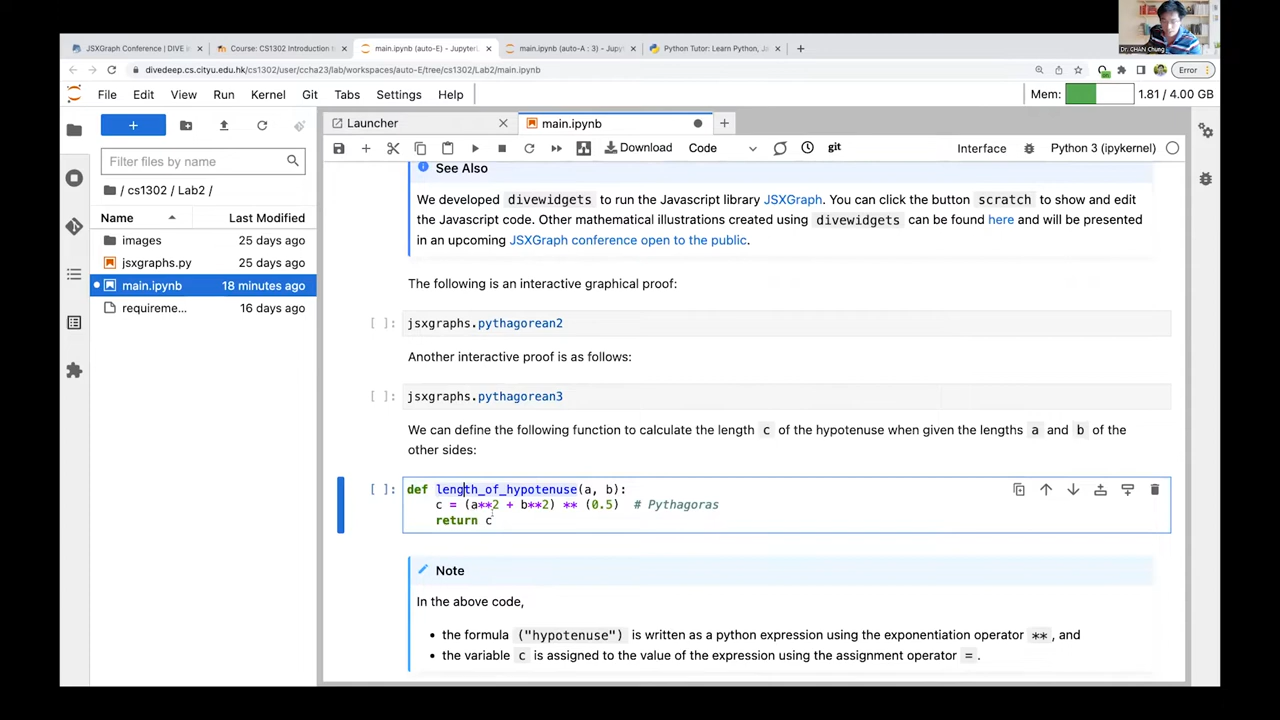 Dr. CHAN Chung
JSXGraph Conference | DIVE
Course: CS1302 Introduction t
main.ipynb (auto-E) - Jupyter
main.ipynb (auto-A : 3) - Jupyt
Python Tutor: Learn Python, J
divedeep.cs.cityu.edu.hk/cs1302/user/ccha23/lab/workspaces/auto-E/tree/cs1302/Lab2/main.ipynb
Error
File Edit View Run Kernel Git Tabs Settings Help
Mem: 1.81 / 4.00 GB
Launcher
main.ipynb
Filter files by name
/ cs1302 / Lab2 /
Name Last Modified
images 25 days ago
jsxgraphs.py 25 days ago
main.ipynb 18 minutes ago
requireme... 16 days ago
Download Code git Interface Python 3 (ipykernel)
See Also
We developed divewidgets to run the Javascript library JSXGraph. You can click the button scratch to show and edit
the Javascript code. Other mathematical illustrations created using divewidgets can be found here and will be presented
in an upcoming JSXGraph conference open to the public.
The following is an interactive graphical proof:
[ ]: jsxgraphs.pythagorean2
Another interactive proof is as follows:
[ ]: jsxgraphs.pythagorean3
We can define the following function to calculate the length c of the hypotenuse when given the lengths a and b of the
other sides:
[ ]: def length_of_hypotenuse(a, b):
c = (a**2 + b**2) ** (0.5) # Pythagoras
return c
Note
In the above code,
• the formula ("hypotenuse") is written as a python expression using the exponentiation operator **, and
• the variable c is assigned to the value of the expression using the assignment operator =.